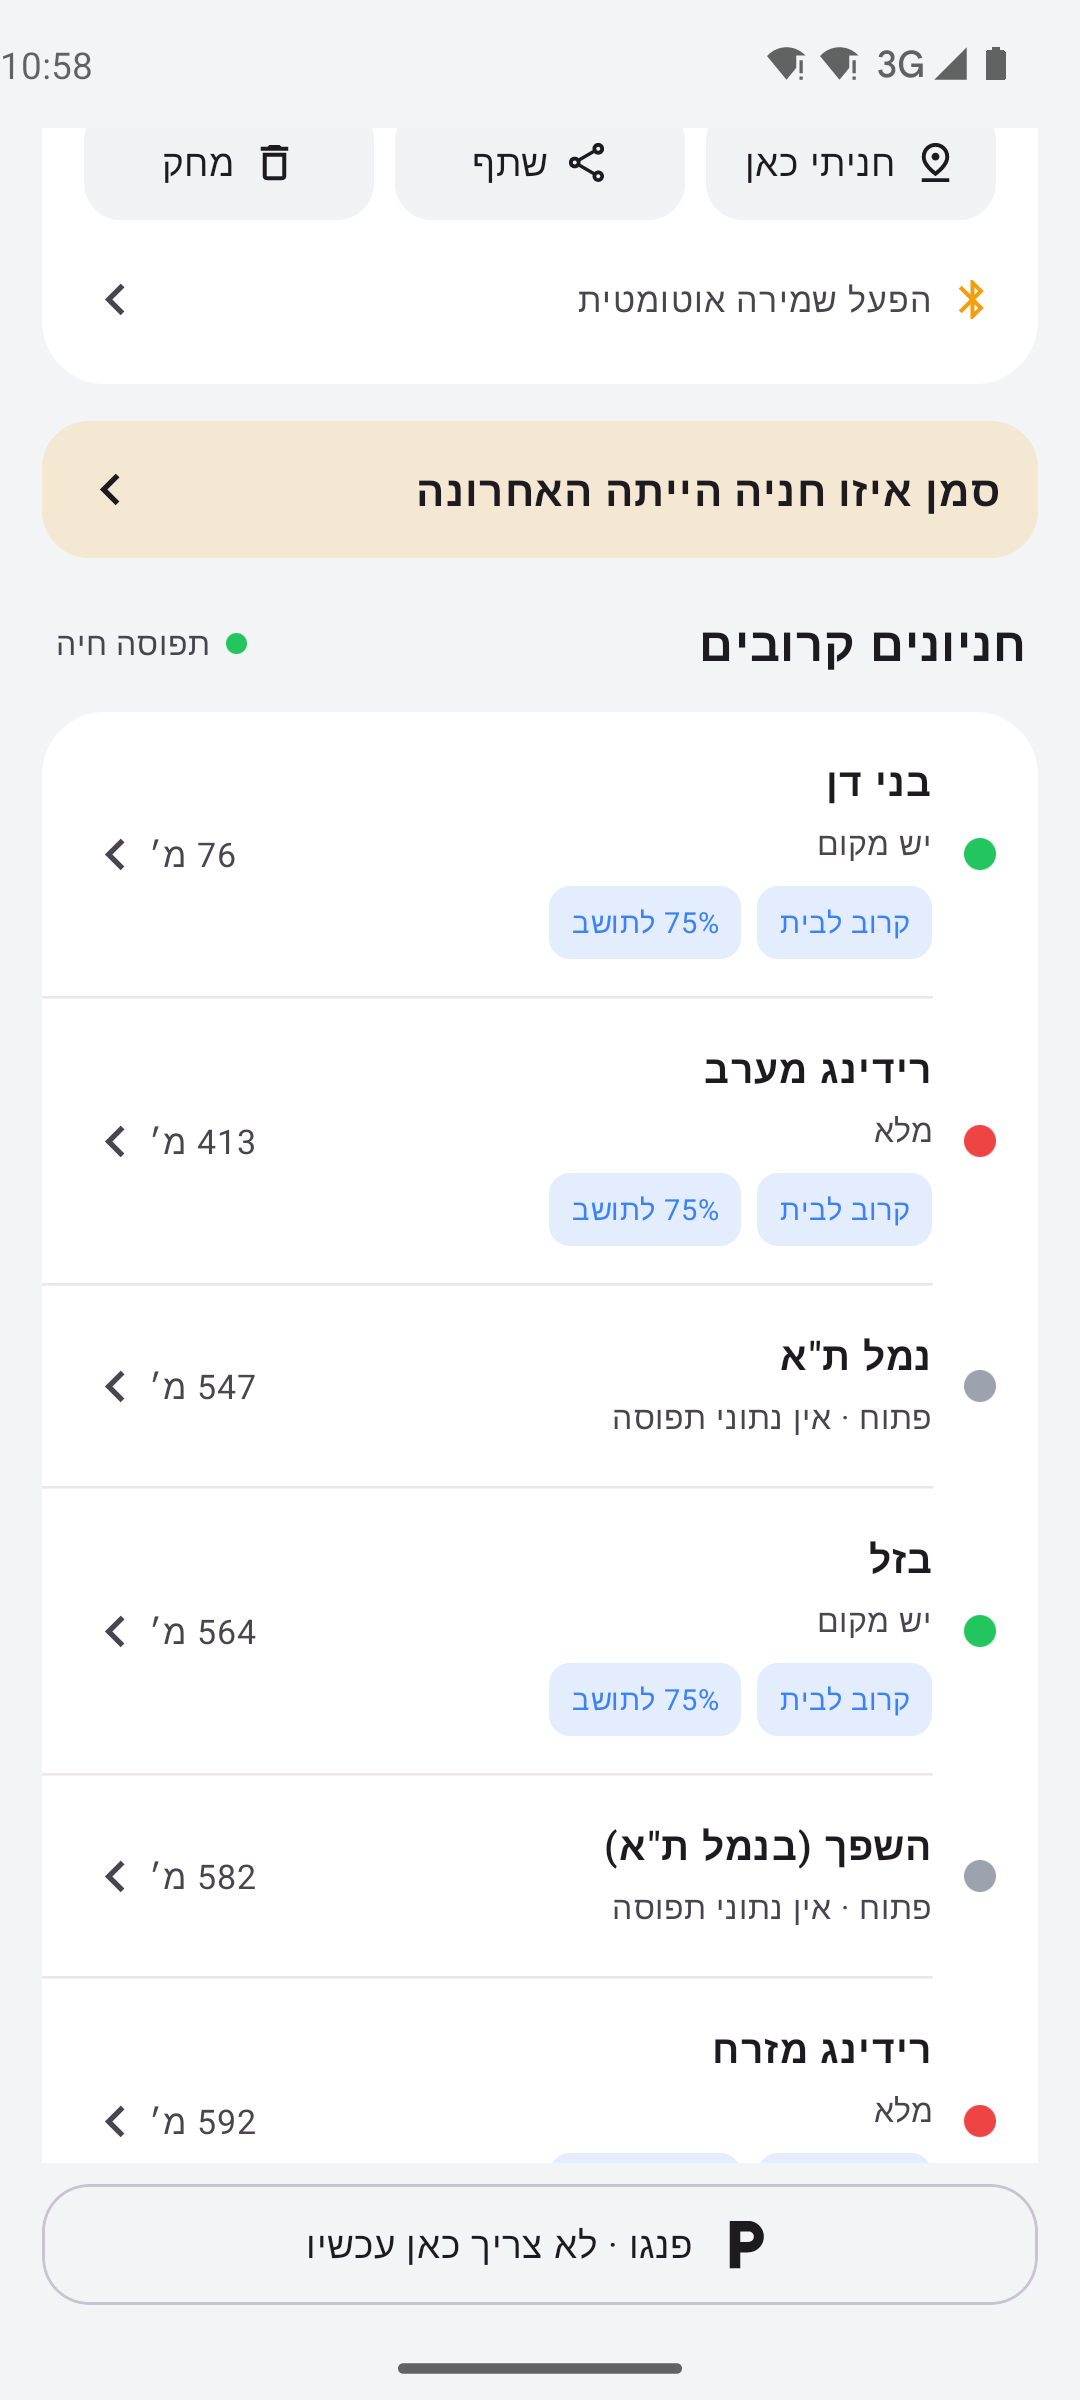 10:58
3G
חניתי כאן
שתף
מחק
הפעל שמירה אוטומטית
סמן איזו חניה הייתה האחרונה
חניונים קרובים
תפוסה חיה
בני דן
יש מקום
76 מ׳
קרוב לבית
75% לתושב
רידינג מערב
מלא
413 מ׳
קרוב לבית
75% לתושב
נמל ת"א
פתוח · אין נתוני תפוסה
547 מ׳
בזל
יש מקום
564 מ׳
קרוב לבית
75% לתושב
השפך (בנמל ת"א)
פתוח · אין נתוני תפוסה
582 מ׳
רידינג מזרח
מלא
592 מ׳
פנגו · לא צריך כאן עכשיו